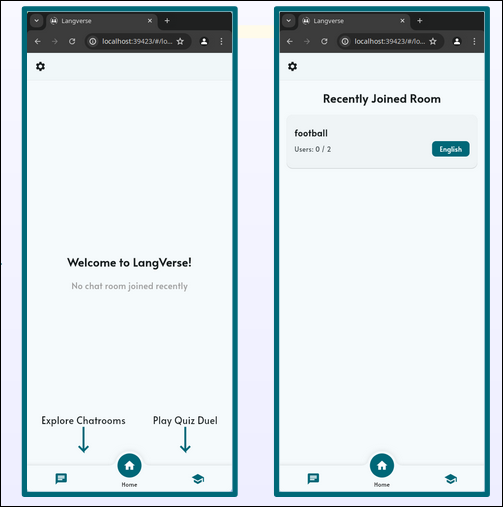 Langverse
localhost:39423/#/lo...
Welcome to LangVerse!
No chat room joined recently
Explore Chatrooms
Play Quiz Duel
Home
Langverse
localhost:39423/#/lo...
Recently Joined Room
football
Users: 0 / 2
English
Home